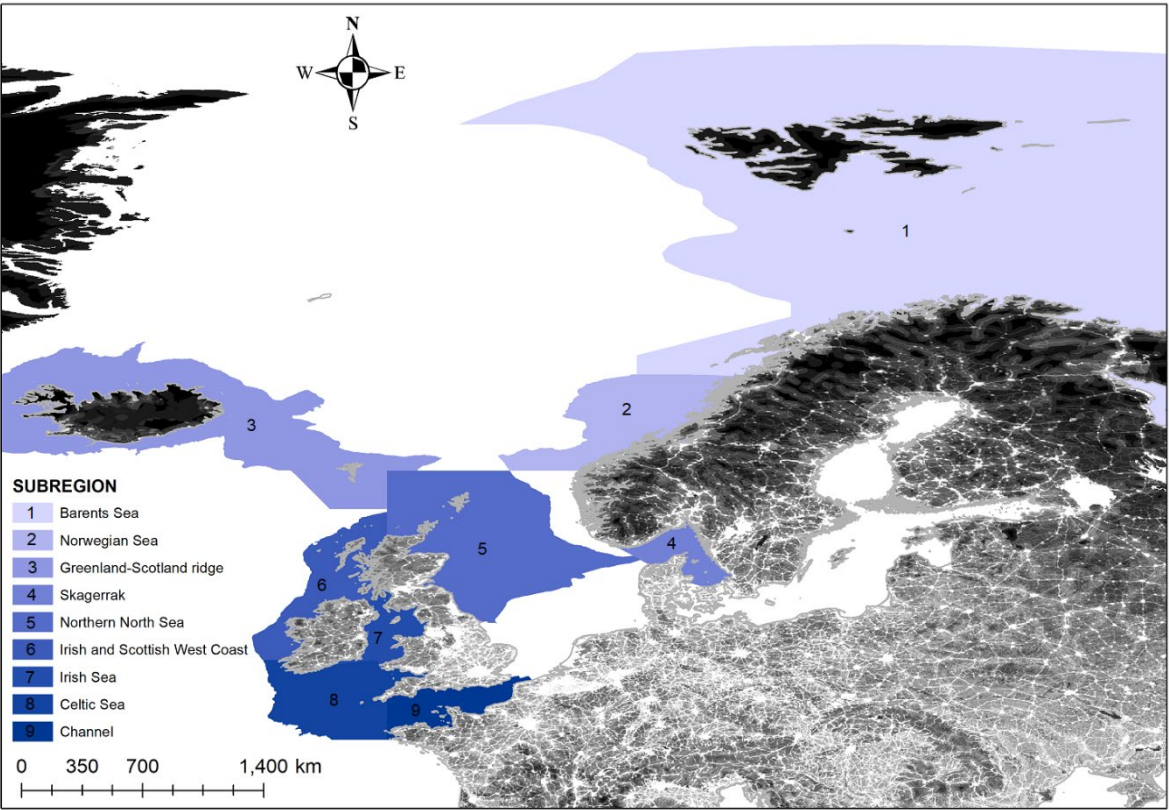 N
W E
S
1
2
3
4
5
6
7
8
9
SUBREGION
1 Barents Sea
2 Norwegian Sea
3 Greenland-Scotland ridge
4 Skagerrak
5 Northern North Sea
6 Irish and Scottish West Coast
7 Irish Sea
8 Celtic Sea
9 Channel
0 350 700 1,400 km